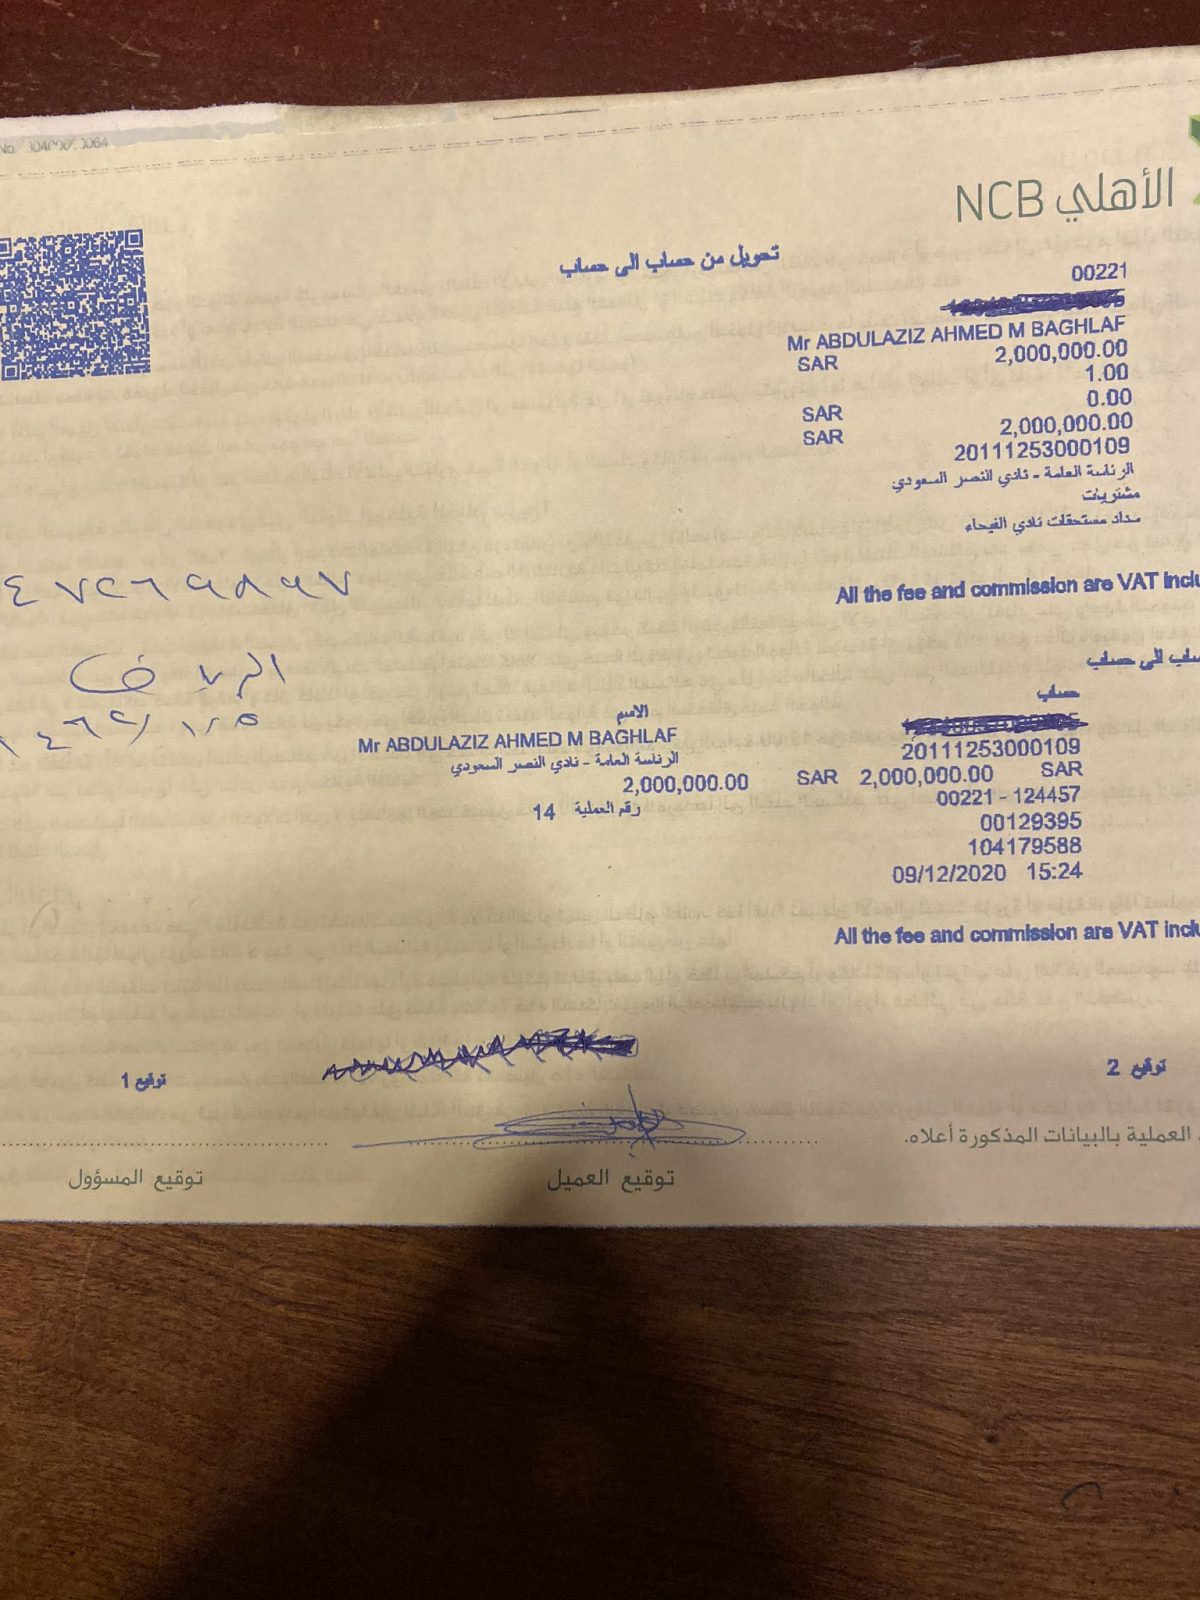 الأهلي NCB
تحويل من حساب الى حساب
00221
Mr ABDULAZIZ AHMED M BAGHLAF
SAR 2,000,000.00
1.00
SAR 0.00
SAR 2,000,000.00
20111253000109
الرئاسة العامة - نادي النصر السعودي
مشتريات
سداد مستحقات نادي الفيحاء
All the fee and commission are VAT inclu
الى حساب
الرياض
حساب
الاسم
Mr ABDULAZIZ AHMED M BAGHLAF
20111253000109
الرئاسة العامة - نادي النصر السعودي
2,000,000.00 SAR 2,000,000.00 SAR
00221 - 124457
رقم العملية 14
00129395
104179588
09/12/2020 15:24
All the fee and commission are VAT inclu
توقيع 2
توقيع 1
العملية بالبيانات المذكورة أعلاه.
توقيع العميل
توقيع المسؤول